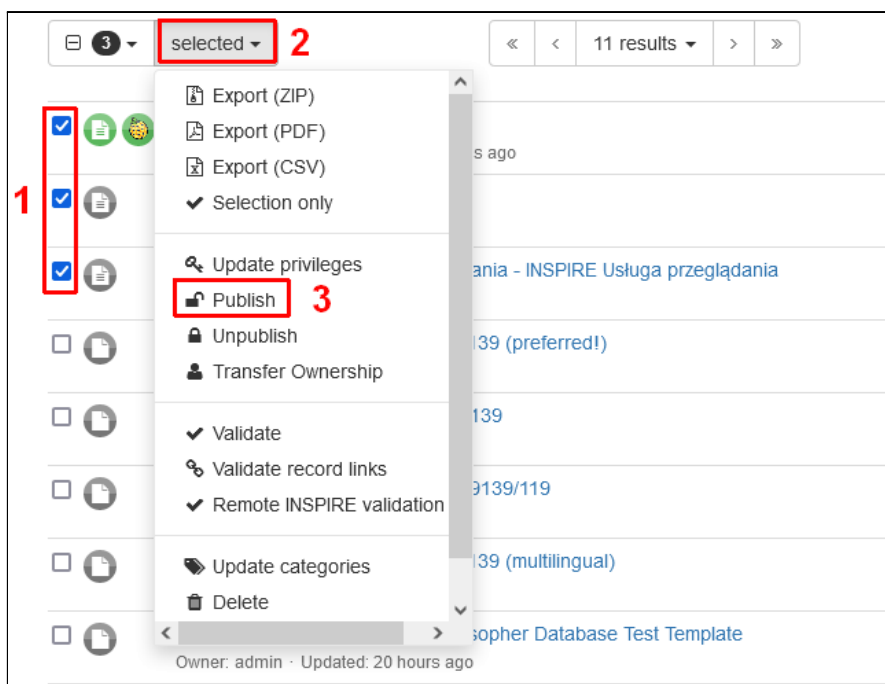 3 selected 2 « < 11 results > »
Export (ZIP)
Export (PDF)
s ago
Export (CSV)
1
Selection only
Update privileges
ania - INSPIRE Usługa przeglądania
Publish 3
Unpublish
139 (preferred!)
Transfer Ownership
139
Validate
Validate record links
9139/119
Remote INSPIRE validation
Update categories
139 (multilingual)
Delete
sopher Database Test Template
Owner: admin · Updated: 20 hours ago